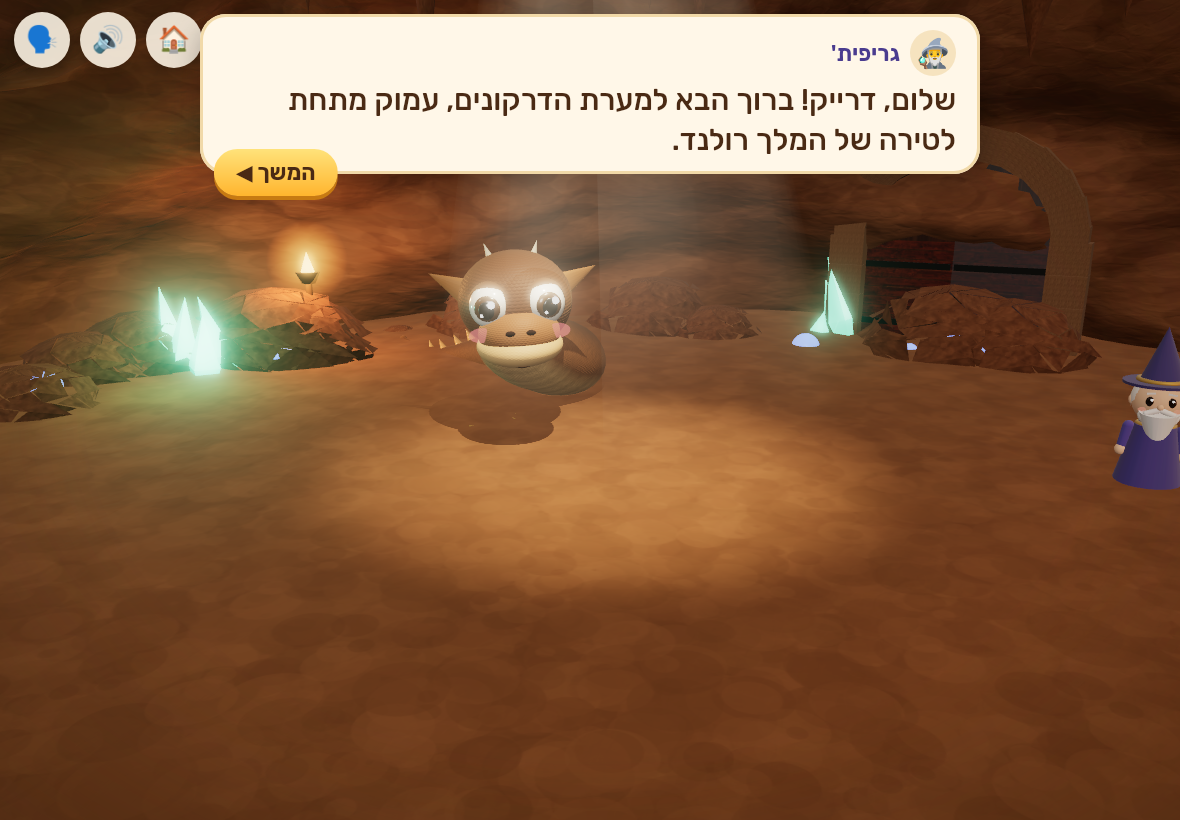 גריפית'
שלום, דרייק! ברוך הבא למערת הדרקונים, עמוק מתחת
לטירה של המלך רולנד.
המשך ◀